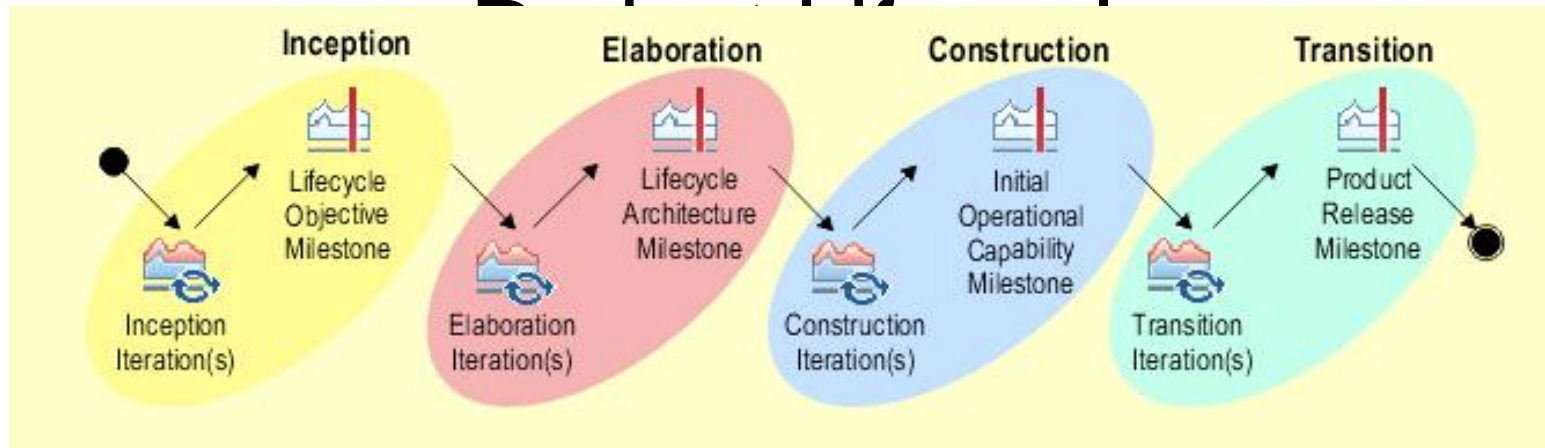 Inception
Elaboration
Construction
Transition
Lifecycle
Objective
Milestone
Inception
Iteration(s)
Lifecycle
Architecture
Milestone
Elaboration
Iteration(s)
Initial
Operational
Capability
Milestone
Construction
Iteration(s)
Product
Release
Milestone
Transition
Iteration(s)